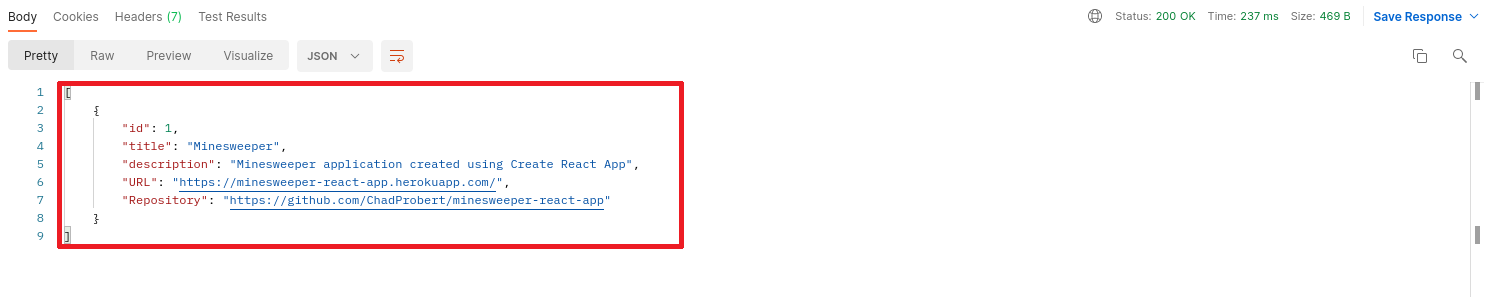 Body Cookies Headers (7) Test Results Status: 200 OK Time: 237 ms Size: 469 B Save Response
Pretty Raw Preview Visualize JSON
1 [
2 {
3 "id": 1,
4 "title": "Minesweeper",
5 "description": "Minesweeper application created using Create React App",
6 "URL": "https://minesweeper-react-app.herokuapp.com/",
7 "Repository": "https://github.com/ChadProbert/minesweeper-react-app"
8 }
9 ]